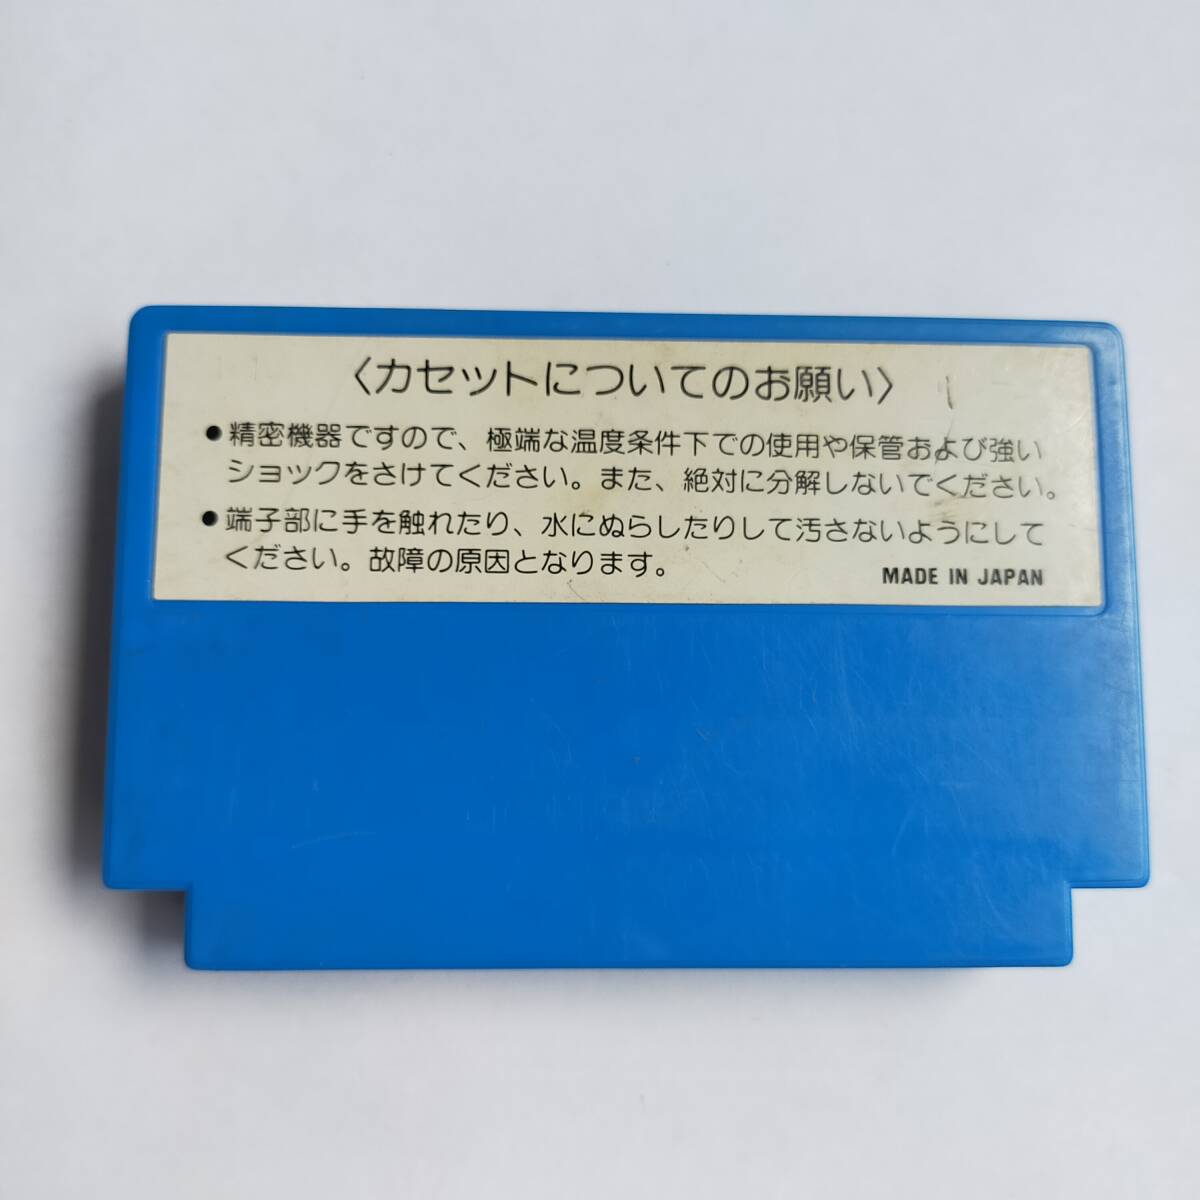 〈カセットについてのお願い〉
●精密機器ですので、極端な温度条件下での使用や保管および強い
ショックをさけてください。また、絶対に分解しないでください。
●端子部に手を触れたり、水にぬらしたりして汚さないようにして
ください。故障の原因となります。
MADE IN JAPAN